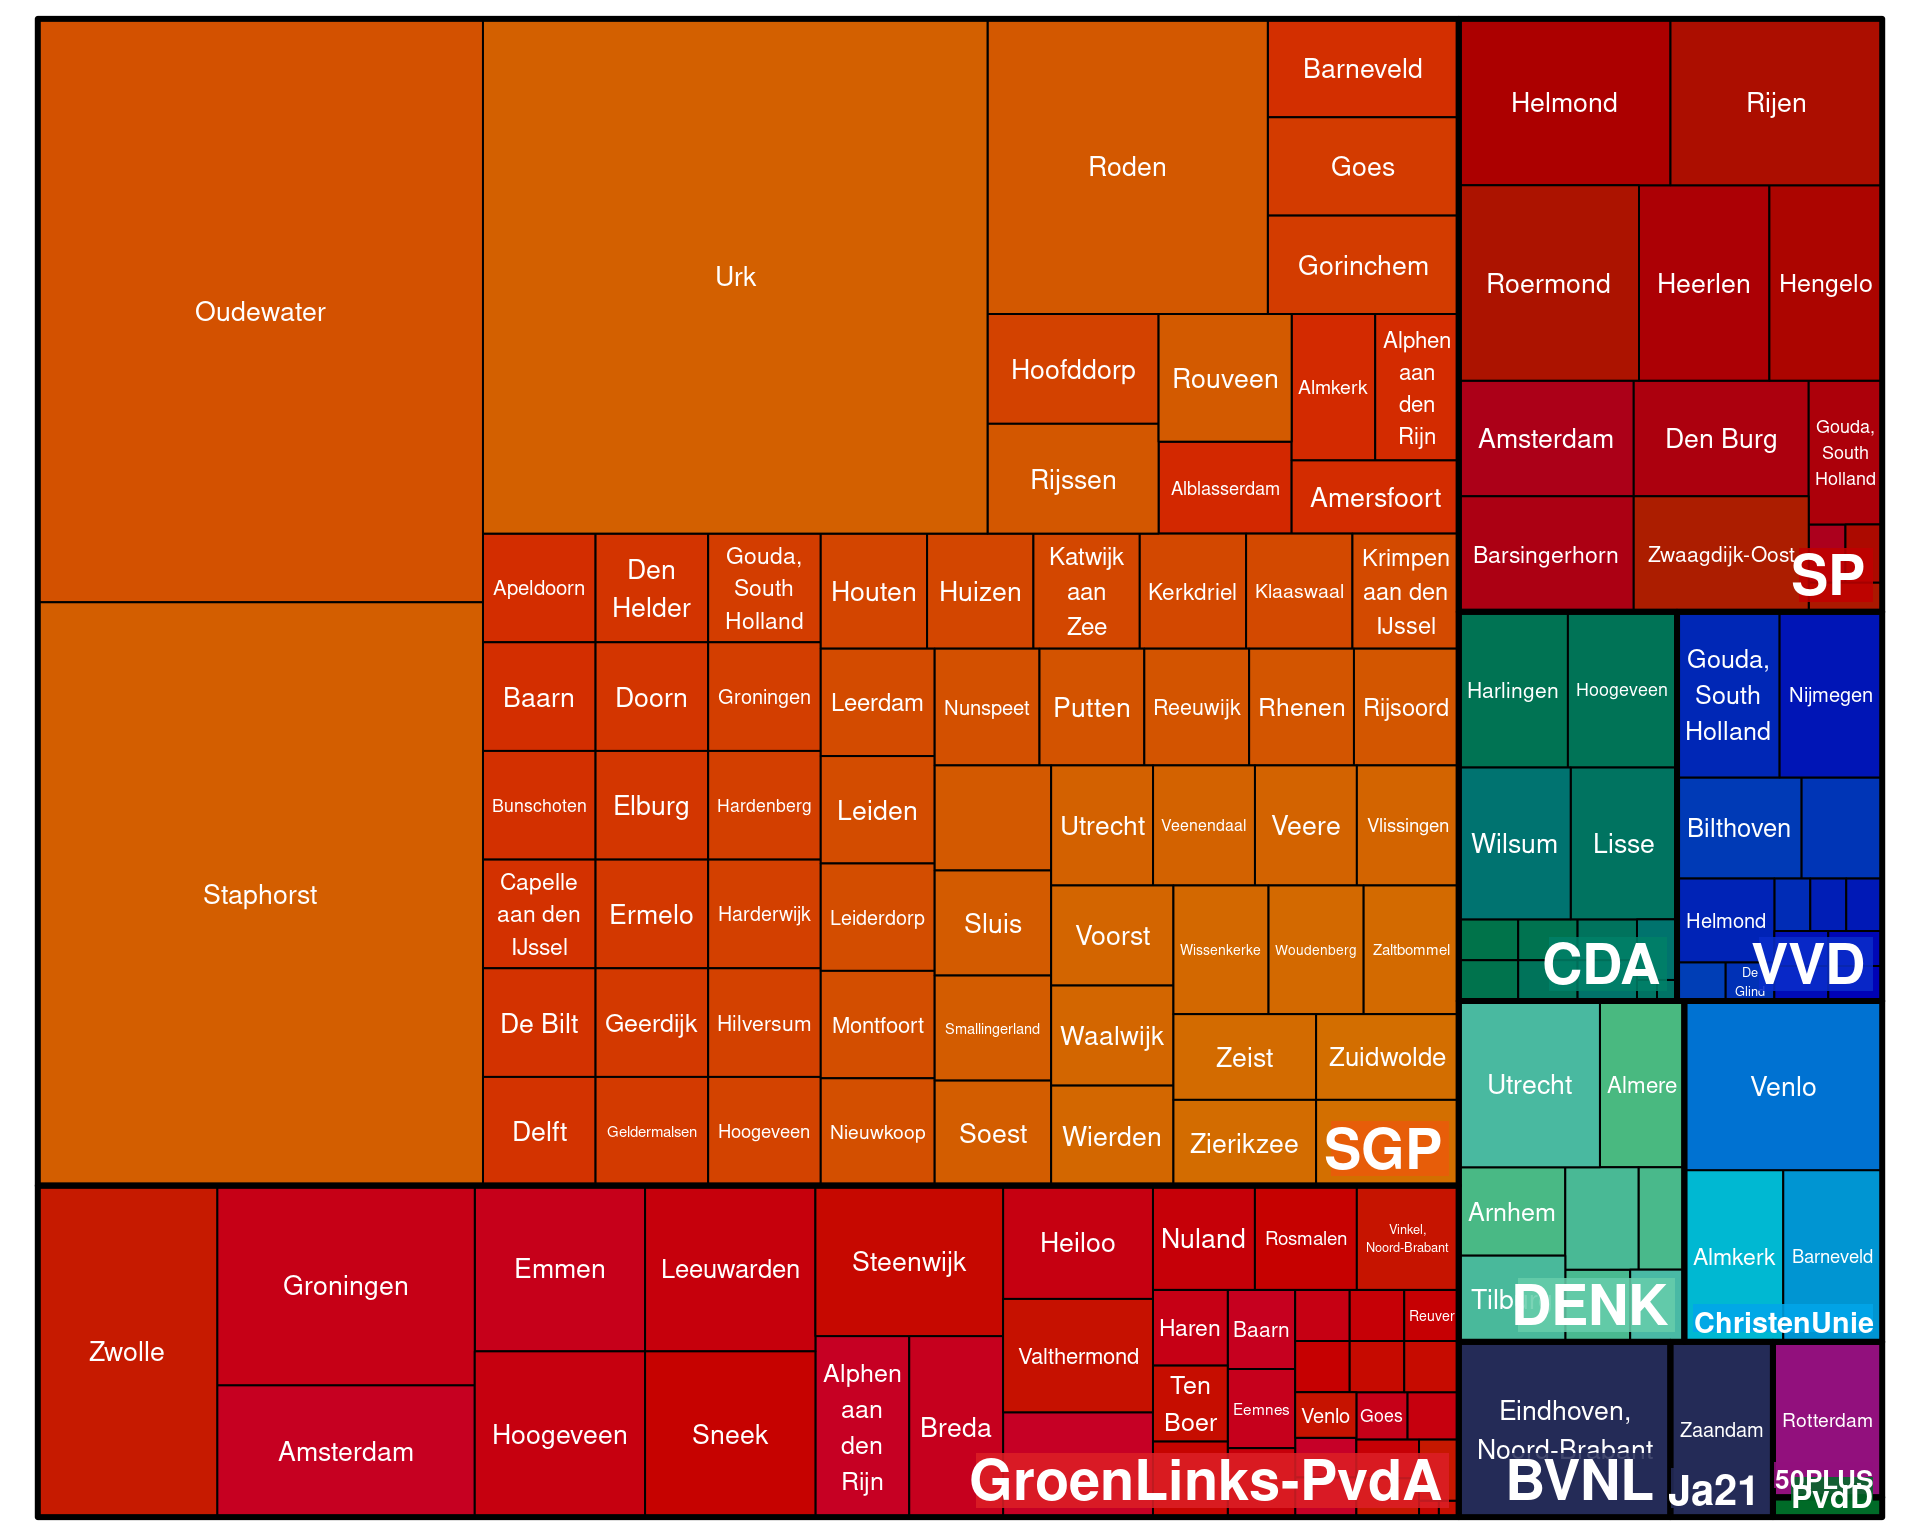 Oudewater
Staphorst
Urk
Roden
Barneveld
Goes
Gorinchem
Hoofddorp
Rijssen
Rouveen
Alblasserdam
Almkerk
Alphen
aan
den
Rijn
Amersfoort
Apeldoorn
Baarn
Bunschoten
Capelle
aan den
IJssel
De Bilt
Delft
Den
Helder
Doorn
Elburg
Ermelo
Geerdijk
Geldermalsen
Gouda,
South
Holland
Groningen
Hardenberg
Harderwijk
Hilversum
Hoogeveen
Houten
Huizen
Katwijk
aan
Zee
Kerkdriel
Klaaswaal
Krimpen
aan den
IJssel
Leerdam
Leiden
Leiderdorp
Montfoort
Nieuwkoop
Nunspeet
Putten
Reeuwijk
Rhenen
Rijsoord
Sluis
Smallingerland
Soest
Utrecht
Veenendaal
Veere
Vlissingen
Voorst
Waalwijk
Wierden
Wissenkerke
Woudenberg
Zaltbommel
Zeist
Zuidwolde
Zierikzee
SGP
Zwolle
Groningen
Amsterdam
Emmen
Hoogeveen
Leeuwarden
Sneek
Steenwijk
Alphen
aan
den
Rijn
Breda
Heiloo
Valthermond
Nuland
Rosmalen
Vinkel,
Noord-Brabant
Haren
Ten
Boer
Baarn
Eemnes
Reuver
Venlo
Goes
GroenLinks-PvdA
Helmond
Rijen
Roermond
Heerlen
Hengelo
Amsterdam
Barsingerhorn
Den Burg
Zwaagdijk-Oost
Gouda,
South
Holland
SP
Harlingen
Hoogeveen
Wilsum
Lisse
CDA
Gouda,
South
Holland
Nijmegen
Bilthoven
Helmond
De
Glind
VVD
Utrecht
Almere
Arnhem
DENK
Venlo
Almkerk
Barneveld
ChristenUnie
Eindhoven,
Noord-Brabant
BVNL
Zaandam
Ja21
Rotterdam
50PLUS
PvdD